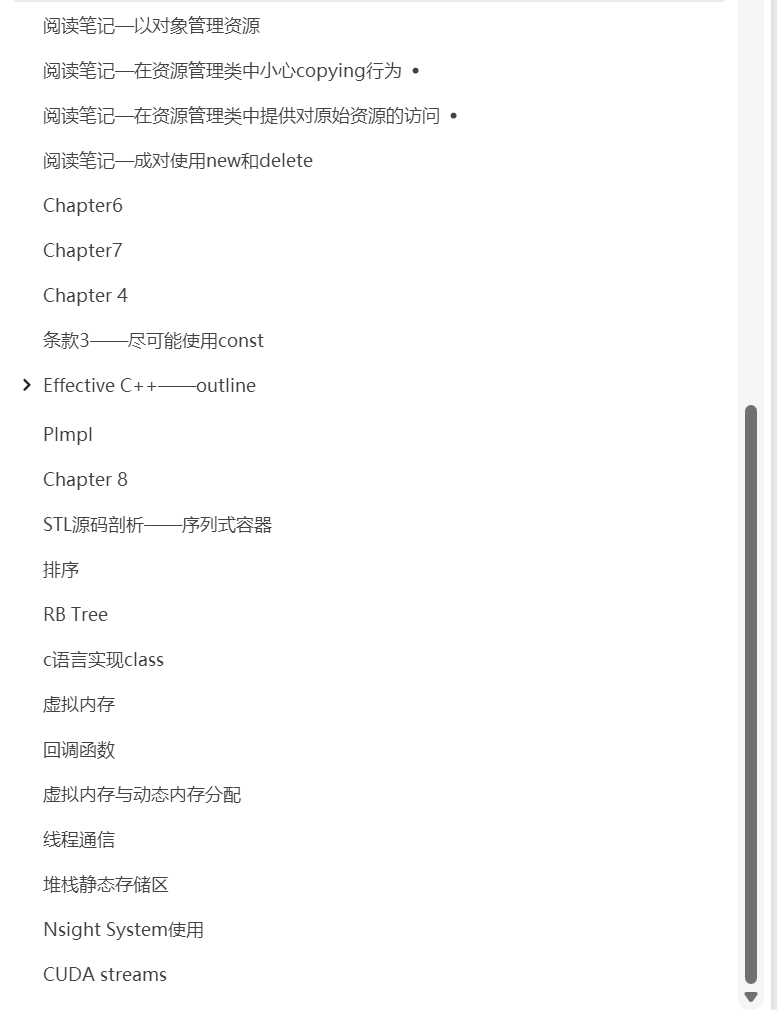 阅读笔记—以对象管理资源
阅读笔记—在资源管理类中小心copying行为 •
阅读笔记—在资源管理类中提供对原始资源的访问 •
阅读笔记—成对使用new和delete
Chapter6
Chapter7
Chapter 4
条款3——尽可能使用const
Effective C++——outline
PImpl
Chapter 8
STL源码剖析——序列式容器
排序
RB Tree
c语言实现class
虚拟内存
回调函数
虚拟内存与动态内存分配
线程通信
堆栈静态存储区
Nsight System使用
CUDA streams